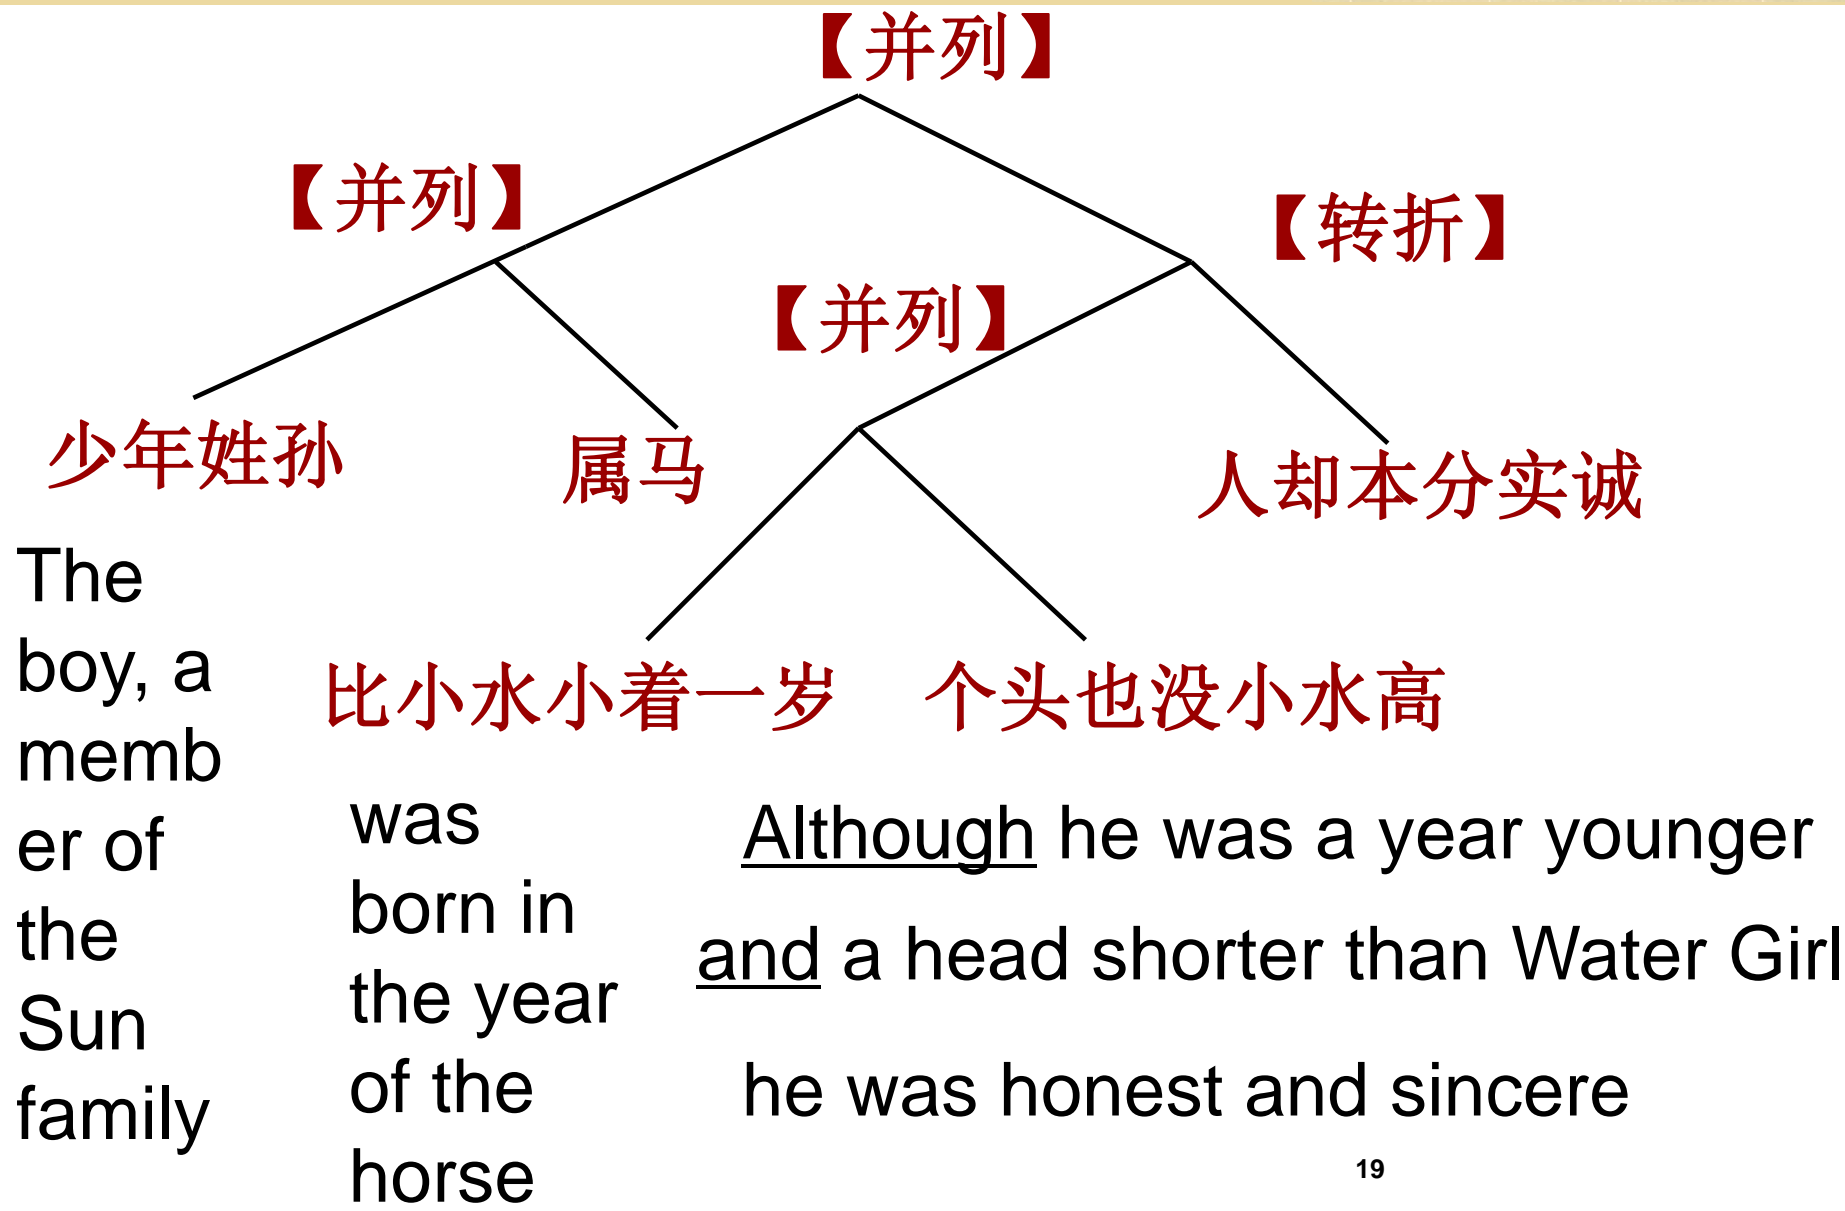 【并列】
【并列】
【转折】
【并列】
少年姓孙
属马
人却本分实诚
比小水小着一岁
个头也没小水高
The
boy, a
memb
er of
the
Sun
family
was
born in
the year
of the
horse
Although he was a year younger
and a head shorter than Water Girl
he was honest and sincere
19